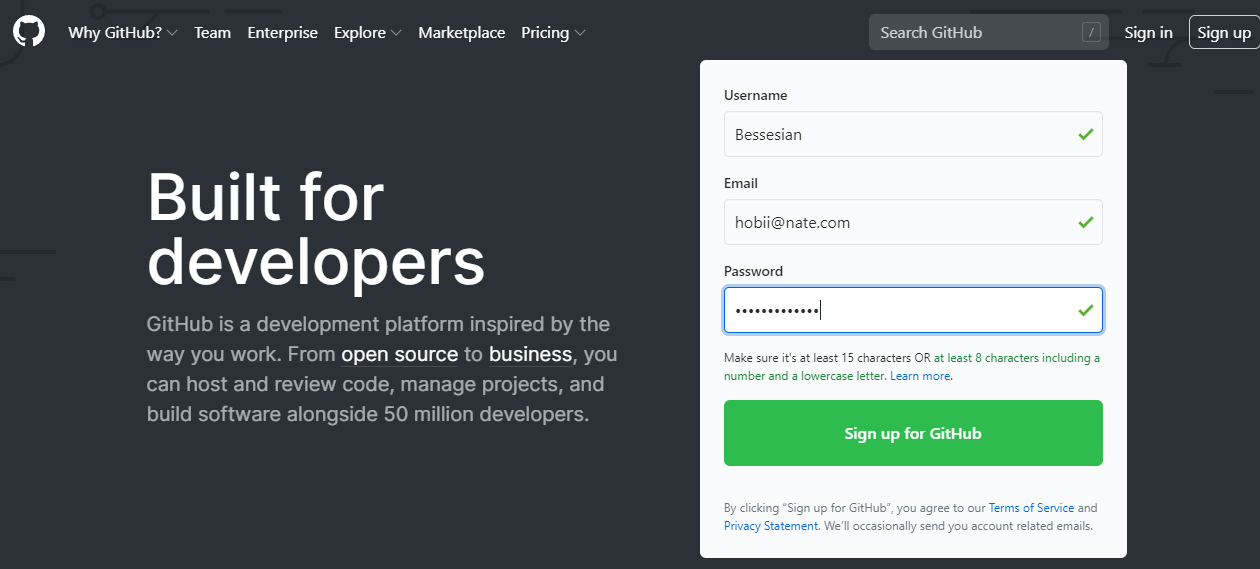 Why GitHub? Team Enterprise Explore Marketplace Pricing Search GitHub / Sign in Sign up
Built for
developers
GitHub is a development platform inspired by the
way you work. From open source to business, you
can host and review code, manage projects, and
build software alongside 50 million developers.
Username
Bessesian
Email
hobii@nate.com
Password
•••••••••••••
Make sure it's at least 15 characters OR at least 8 characters including a
number and a lowercase letter. Learn more.
Sign up for GitHub
By clicking “Sign up for GitHub”, you agree to our Terms of Service and
Privacy Statement. We’ll occasionally send you account related emails.